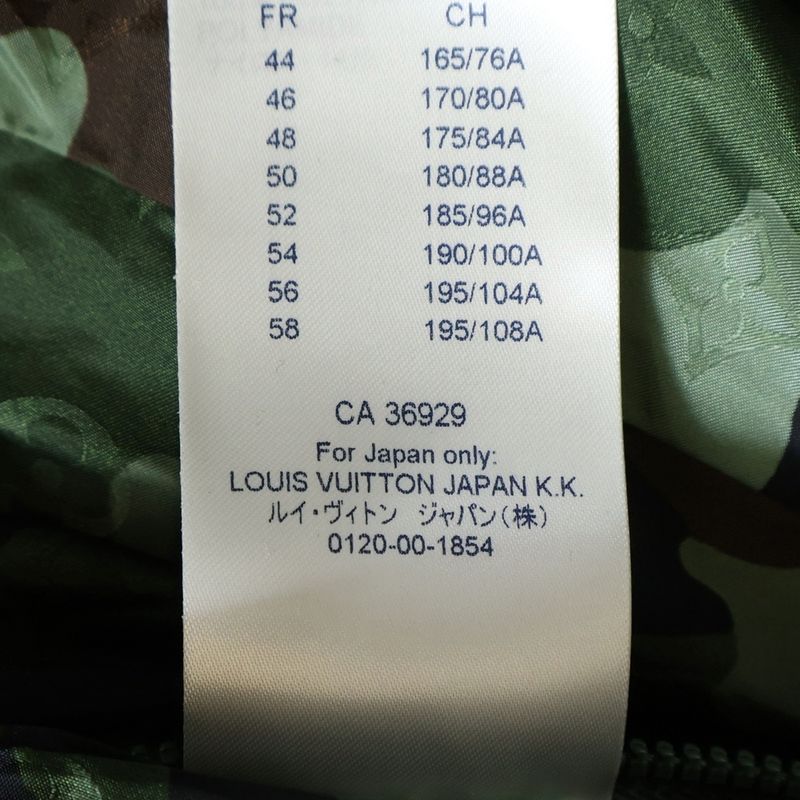 FR CH
44 165/76A
46 170/80A
48 175/84A
50 180/88A
52 185/96A
54 190/100A
56 195/104A
58 195/108A
CA 36929
For Japan only:
LOUIS VUITTON JAPAN K.K.
ルイ・ヴィトン ジャパン(株)
0120-00-1854